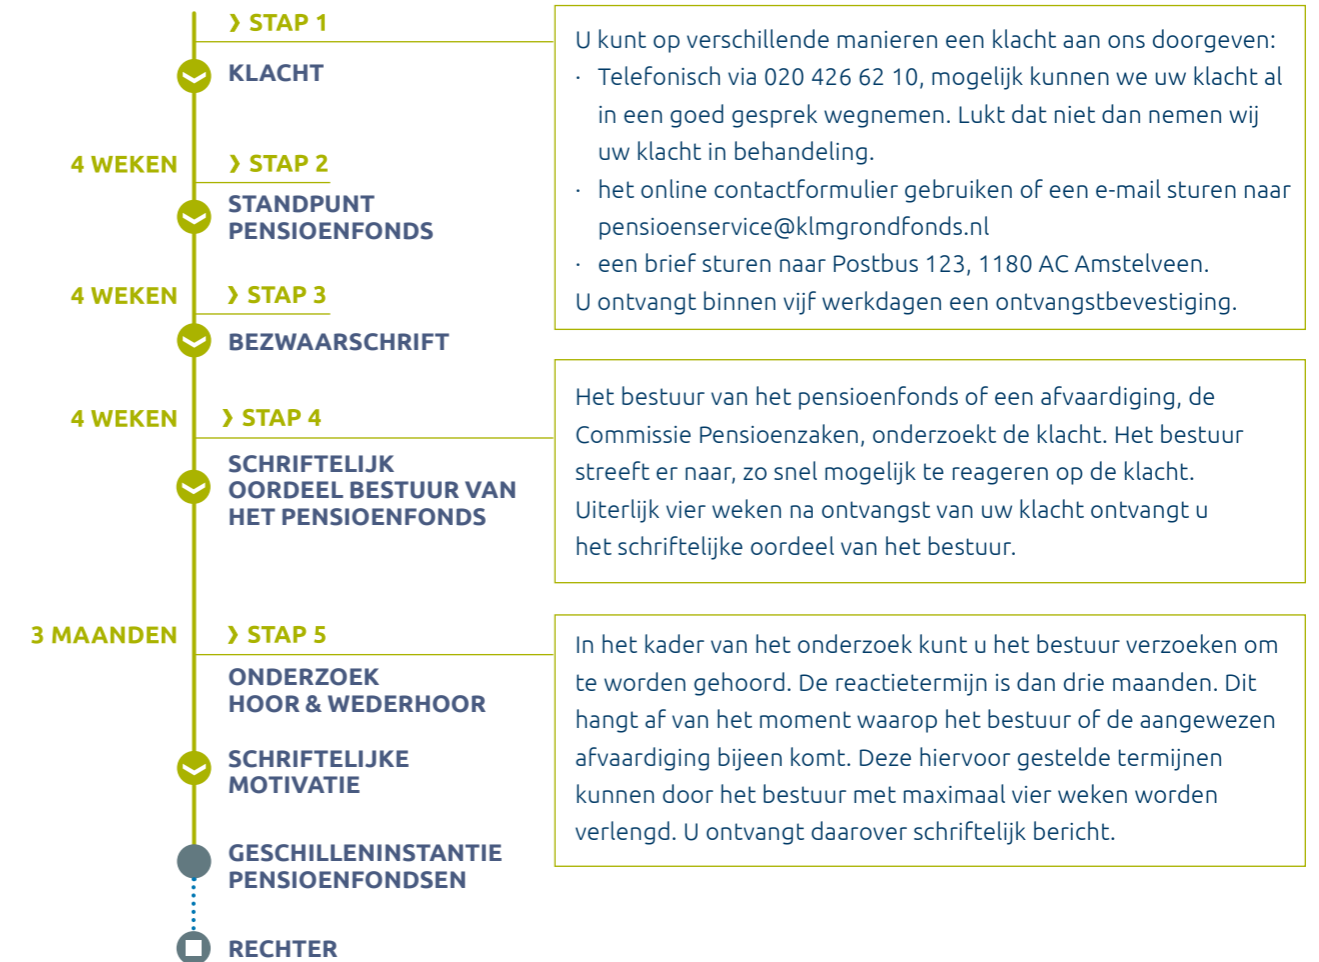 ❯ STAP 1
KLACHT
U kunt op verschillende manieren een klacht aan ons doorgeven:
· Telefonisch via 020 426 62 10, mogelijk kunnen we uw klacht al
in een goed gesprek wegnemen. Lukt dat niet dan nemen wij
uw klacht in behandeling.
· het online contactformulier gebruiken of een e-mail sturen naar
pensioenservice@klmgrondfonds.nl
· een brief sturen naar Postbus 123, 1180 AC Amstelveen.
U ontvangt binnen vijf werkdagen een ontvangstbevestiging.
4 WEKEN ❯ STAP 2
STANDPUNT
PENSIOENFONDS
4 WEKEN ❯ STAP 3
BEZWAARSCHRIFT
4 WEKEN ❯ STAP 4
SCHRIFTELIJK
OORDEEL BESTUUR VAN
HET PENSIOENFONDS
Het bestuur van het pensioenfonds of een afvaardiging, de
Commissie Pensioenzaken, onderzoekt de klacht. Het bestuur
streeft er naar, zo snel mogelijk te reageren op de klacht.
Uiterlijk vier weken na ontvangst van uw klacht ontvangt u
het schriftelijke oordeel van het bestuur.
3 MAANDEN ❯ STAP 5
ONDERZOEK
HOOR & WEDERHOOR
SCHRIFTELIJKE
MOTIVATIE
In het kader van het onderzoek kunt u het bestuur verzoeken om
te worden gehoord. De reactietermijn is dan drie maanden. Dit
hangt af van het moment waarop het bestuur of de aangewezen
afvaardiging bijeen komt. Deze hiervoor gestelde termijnen
kunnen door het bestuur met maximaal vier weken worden
verlengd. U ontvangt daarover schriftelijk bericht.
GESCHILLENINSTANTIE
PENSIOENFONDSEN
RECHTER